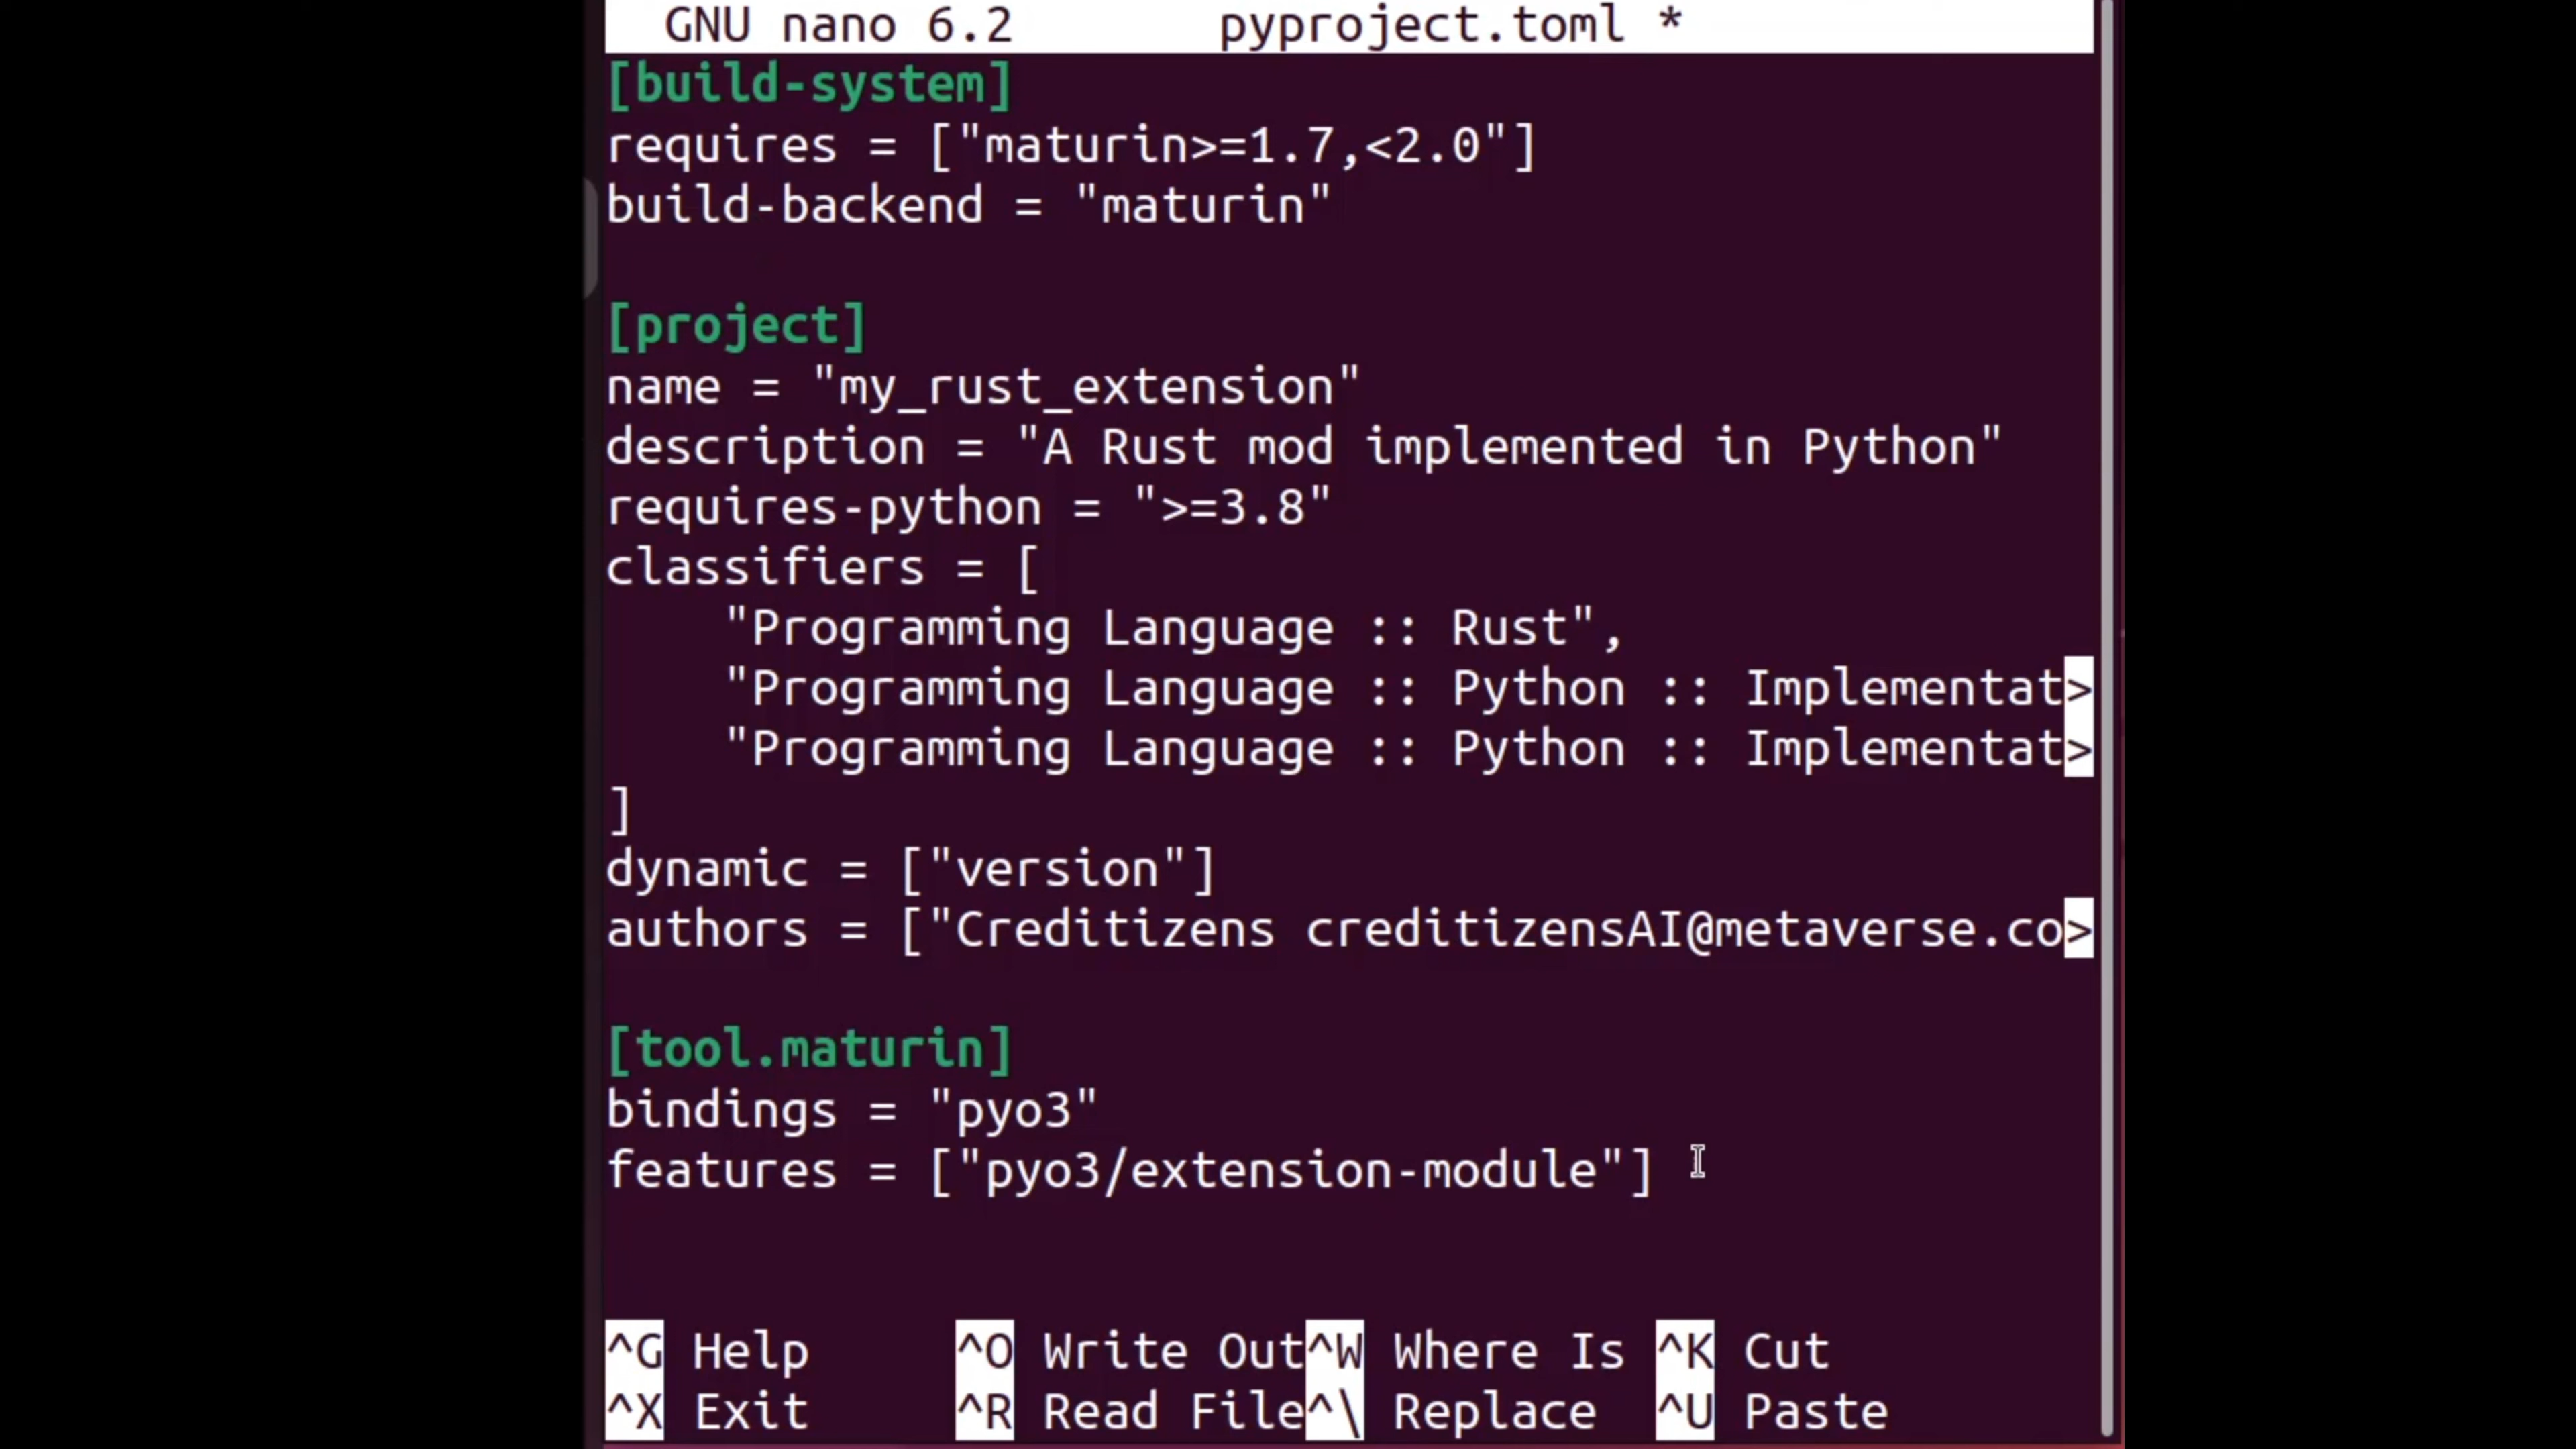 GNU nano 6.2 pyproject.toml *
[build-system]
requires = ["maturin>=1.7,<2.0"]
build-backend = "maturin"
[project]
name = "my_rust_extension"
description = "A Rust mod implemented in Python"
requires-python = ">=3.8"
classifiers = [
    "Programming Language :: Rust",
    "Programming Language :: Python :: Implementat>
    "Programming Language :: Python :: Implementat>
]
dynamic = ["version"]
authors = ["Creditizens creditizensAI@metaverse.co>
[tool.maturin]
bindings = "pyo3"
features = ["pyo3/extension-module"]
^G Help ^O Write Out ^W Where Is ^K Cut
^X Exit ^R Read File ^\ Replace ^U Paste